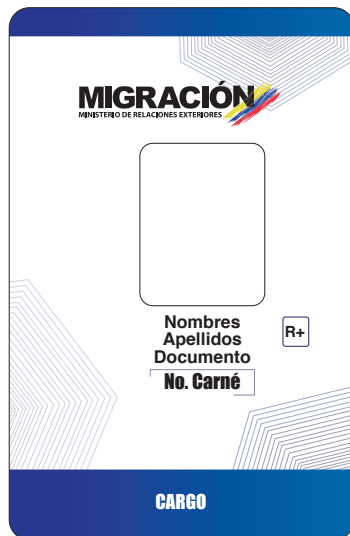 MIGRACIÓN
MINISTERIO DE RELACIONES EXTERIORES
Nombres
Apellidos
Documento
R+
No. Carné
CARGO